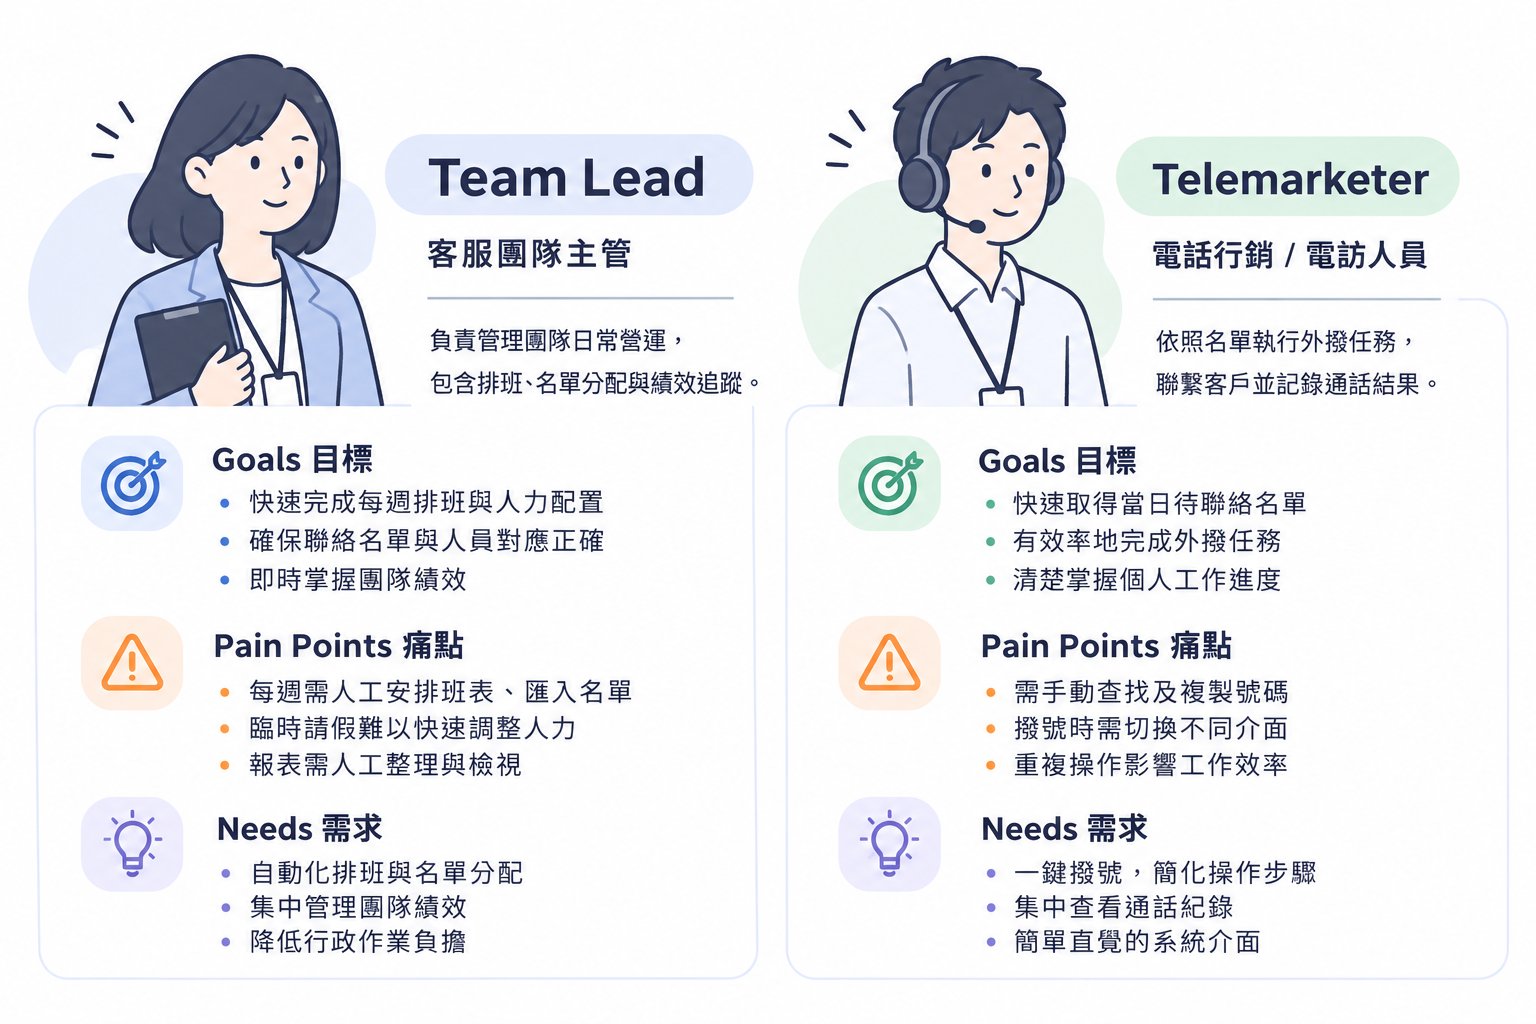 Team Lead
客服團隊主管
負責管理團隊日常營運，
包含排班、名單分配與績效追蹤。
Goals 目標
• 快速完成每週排班與人力配置
• 確保聯絡名單與人員對應正確
• 即時掌握團隊績效
Pain Points 痛點
• 每週需人工安排班表、匯入名單
• 臨時請假難以快速調整人力
• 報表需人工整理與檢視
Needs 需求
• 自動化排班與名單分配
• 集中管理團隊績效
• 降低行政作業負擔
Telemarketer
電話行銷 / 電訪人員
依照名單執行外撥任務，
聯繫客戶並記錄通話結果。
Goals 目標
• 快速取得當日待聯絡名單
• 有效率地完成外撥任務
• 清楚掌握個人工作進度
Pain Points 痛點
• 需手動查找及複製號碼
• 撥號時需切換不同介面
• 重複操作影響工作效率
Needs 需求
• 一鍵撥號，簡化操作步驟
• 集中查看通話紀錄
• 簡單直覺的系統介面